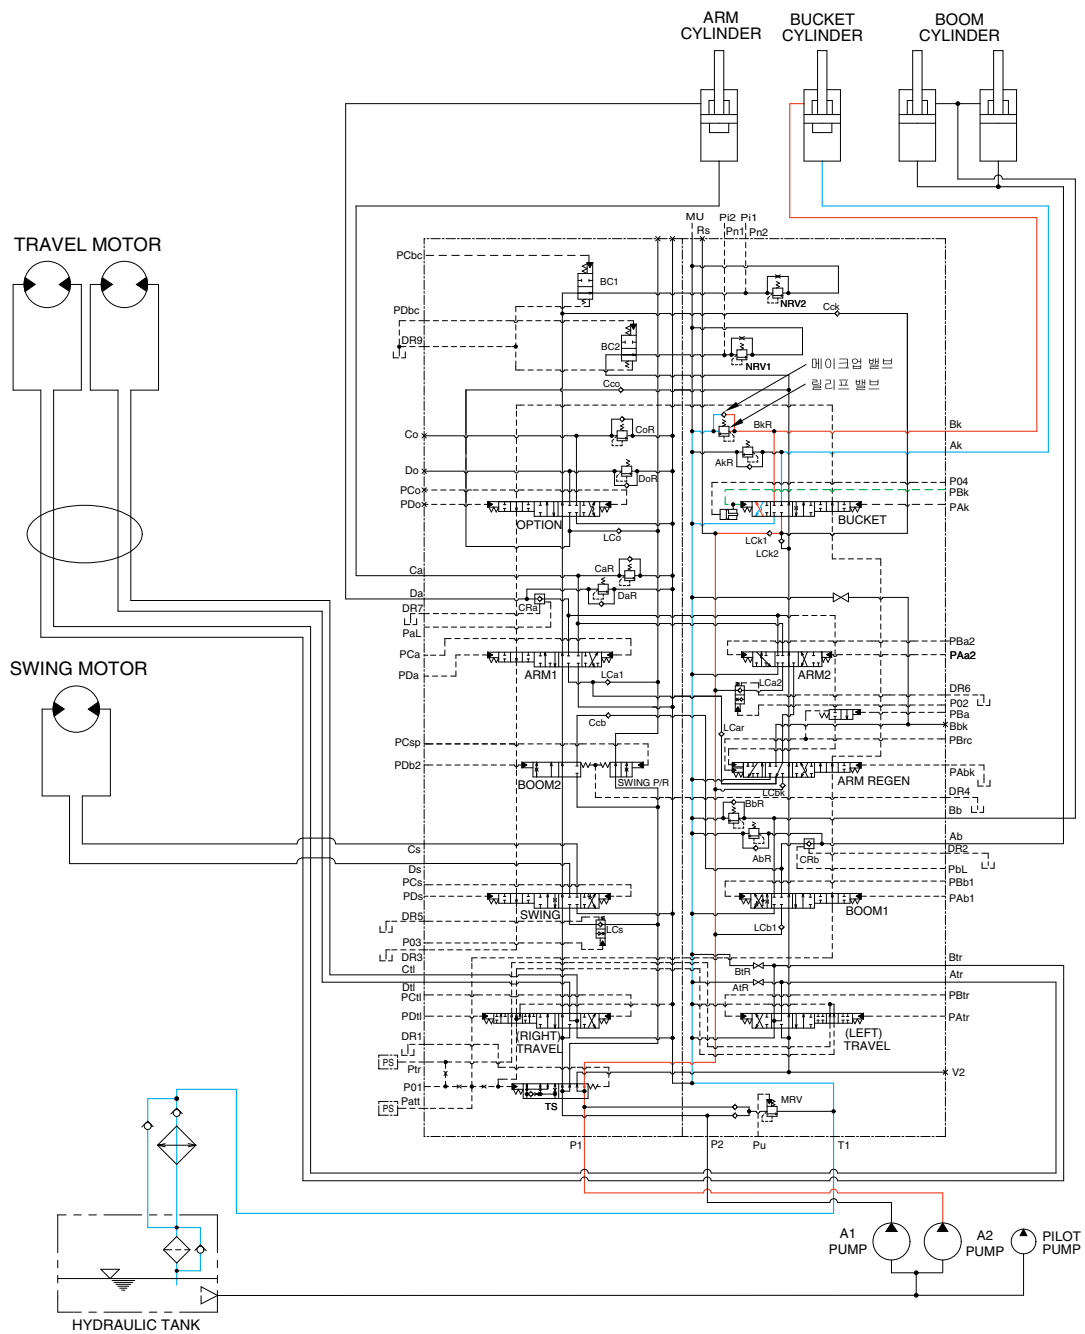 ARM
CYLINDER
BUCKET
CYLINDER
BOOM
CYLINDER
TRAVEL MOTOR
MU
Rs
Pi2
Pi1
Pn1
Pn2
PCbc
BC1
NRV2
Cck
PDbc
DR9
BC2
NRV1
메이크업 밸브
릴리프 밸브
Cco
Co
CoR
BkR
Bk
AkR
Ak
Do
DoR
P04
PCo
PBk
PDo
PAk
OPTION
BUCKET
LCo
LCk1
LCk2
Ca
CaR
Da
DaR
CRa
DR7
PaL
PBa2
PCa
PAa2
PDa
ARM1
ARM2
SWING MOTOR
LCa1
LCa2
DR6
P02
PBa
Ccb
LCar
Bbk
PCsp
PBrc
PDb2
PAbk
BOOM2
SWING P/R
ARM REGEN
LCbk
DR4
BbR
Bb
AbR
CRb
Ab
DR2
Cs
Ds
PbL
PCs
PBb1
PDs
PAb1
SWING
BOOM1
DR5
LCs
LCb1
P03
DR3
Btr
Ctl
BtR
Atr
Dtl
AtR
PCtl
PBtr
PDtl
PAtr
(RIGHT)
TRAVEL
(LEFT)
TRAVEL
DR1
PS
Ptr
V2
P01
Patt
PS
TS
MRV
P1
P2
Pu
T1
A1
PUMP
A2
PUMP
PILOT
PUMP
HYDRAULIC TANK